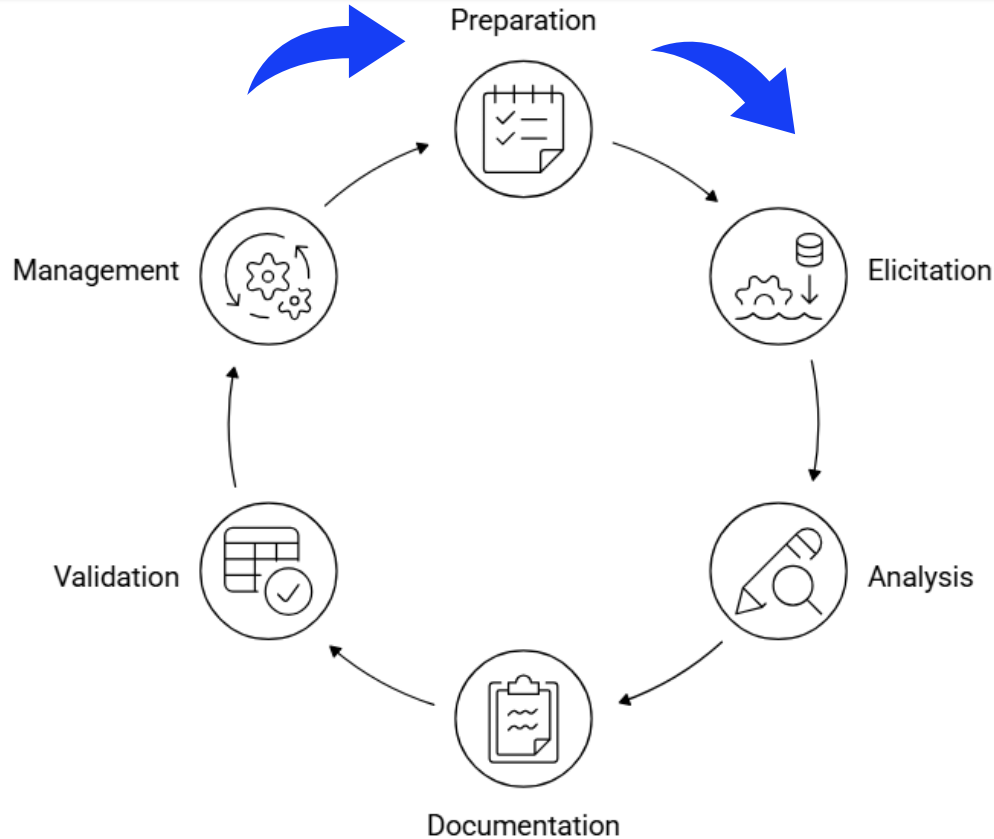 Preparation
Management
Elicitation
Validation
Analysis
Documentation